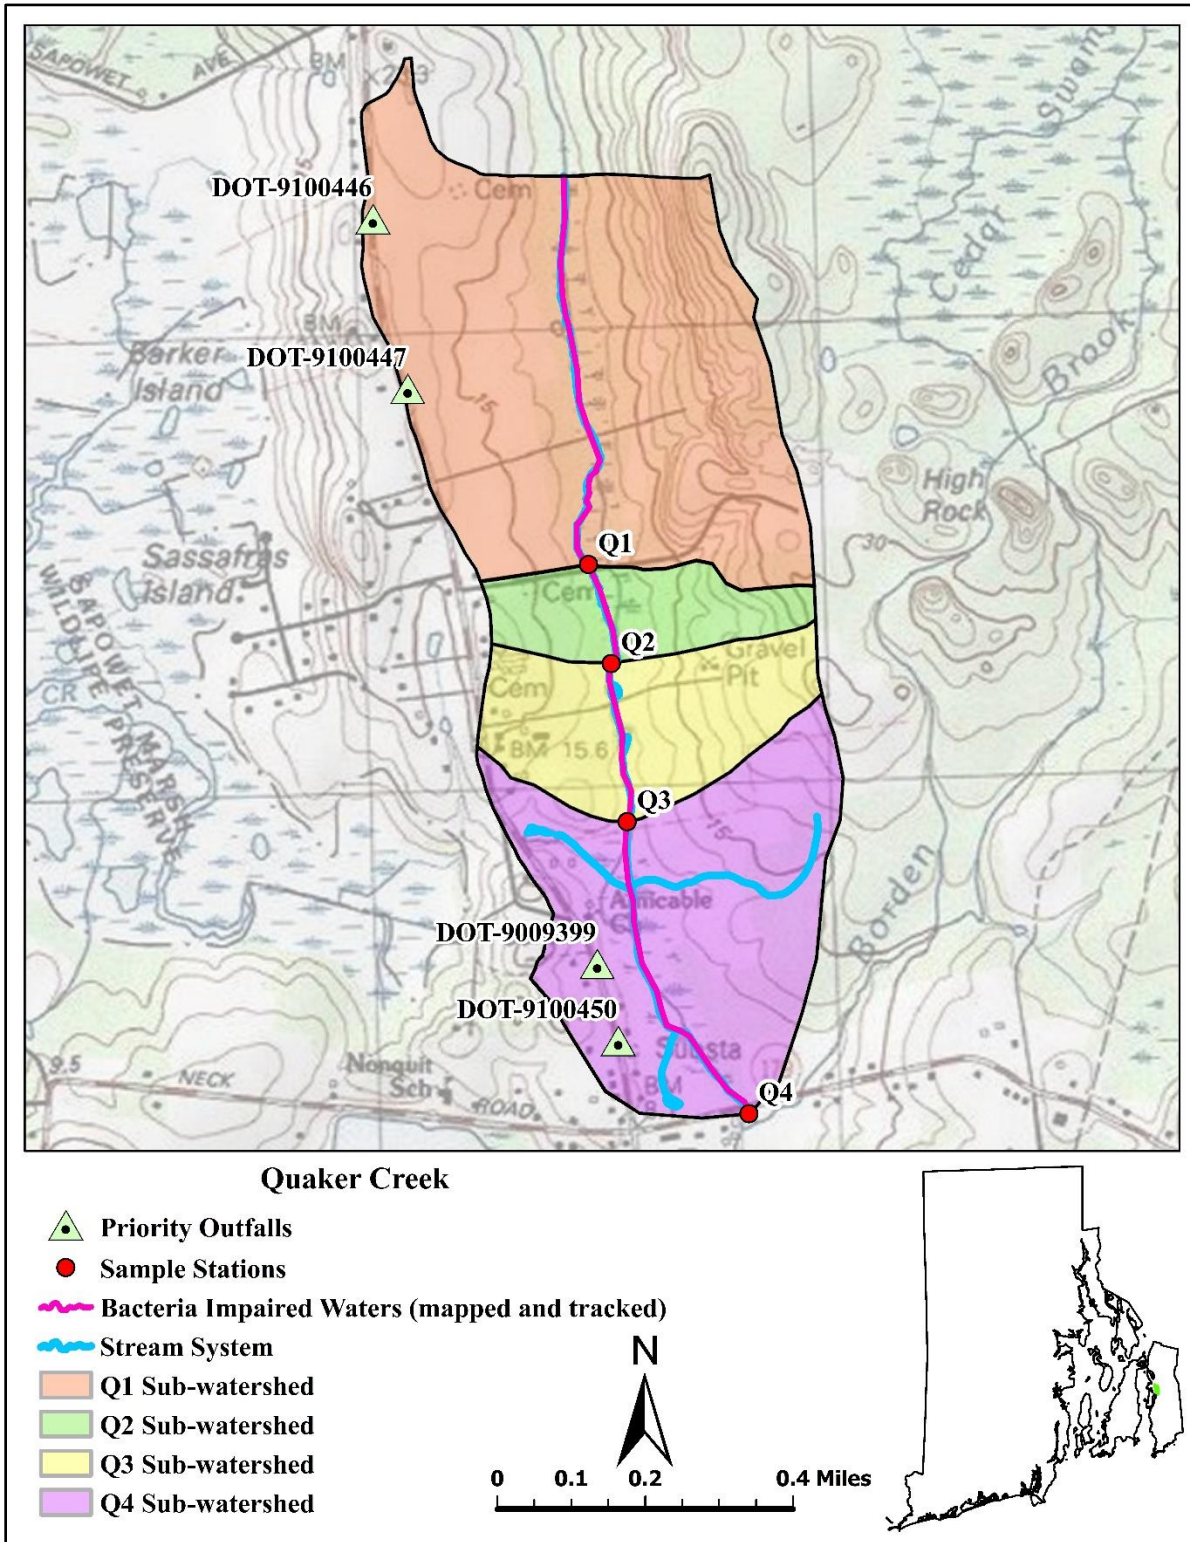 SAPOWET AVE
BM
DOT-9100446
Cem
Swamp
Cedar
DOT-9100447
BM
Barker
Island
15
15
Brook
High
Rock
Q1
30
Sassafras
Island
Cem
SAPOWET MARSH
WILDLIFE PRESERVE
Q2
Gravel
Pit
CR
Cem
BM 15.6
Q3
15
Borden
Amicable
DOT-9009399
DOT-9100450
Substa
9.5
NECK ROAD
Nonquit
Sch
BM
Q4
Quaker Creek
Priority Outfalls
Sample Stations
Bacteria Impaired Waters (mapped and tracked)
Stream System
N
Q1 Sub-watershed
Q2 Sub-watershed
Q3 Sub-watershed
Q4 Sub-watershed
0 0.1 0.2 0.4 Miles